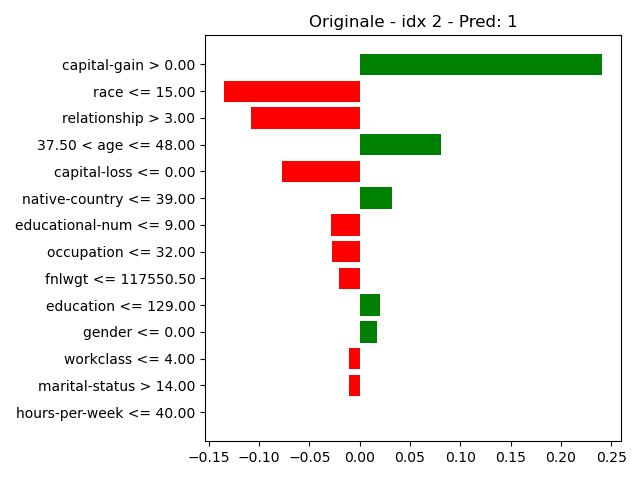 Originale - idx 2 - Pred: 1
capital-gain > 0.00
race <= 15.00
relationship > 3.00
37.50 < age <= 48.00
capital-loss <= 0.00
native-country <= 39.00
educational-num <= 9.00
occupation <= 32.00
fnlwgt <= 117550.50
education <= 129.00
gender <= 0.00
workclass <= 4.00
marital-status > 14.00
hours-per-week <= 40.00
−0.15 −0.10 −0.05 0.00 0.05 0.10 0.15 0.20 0.25